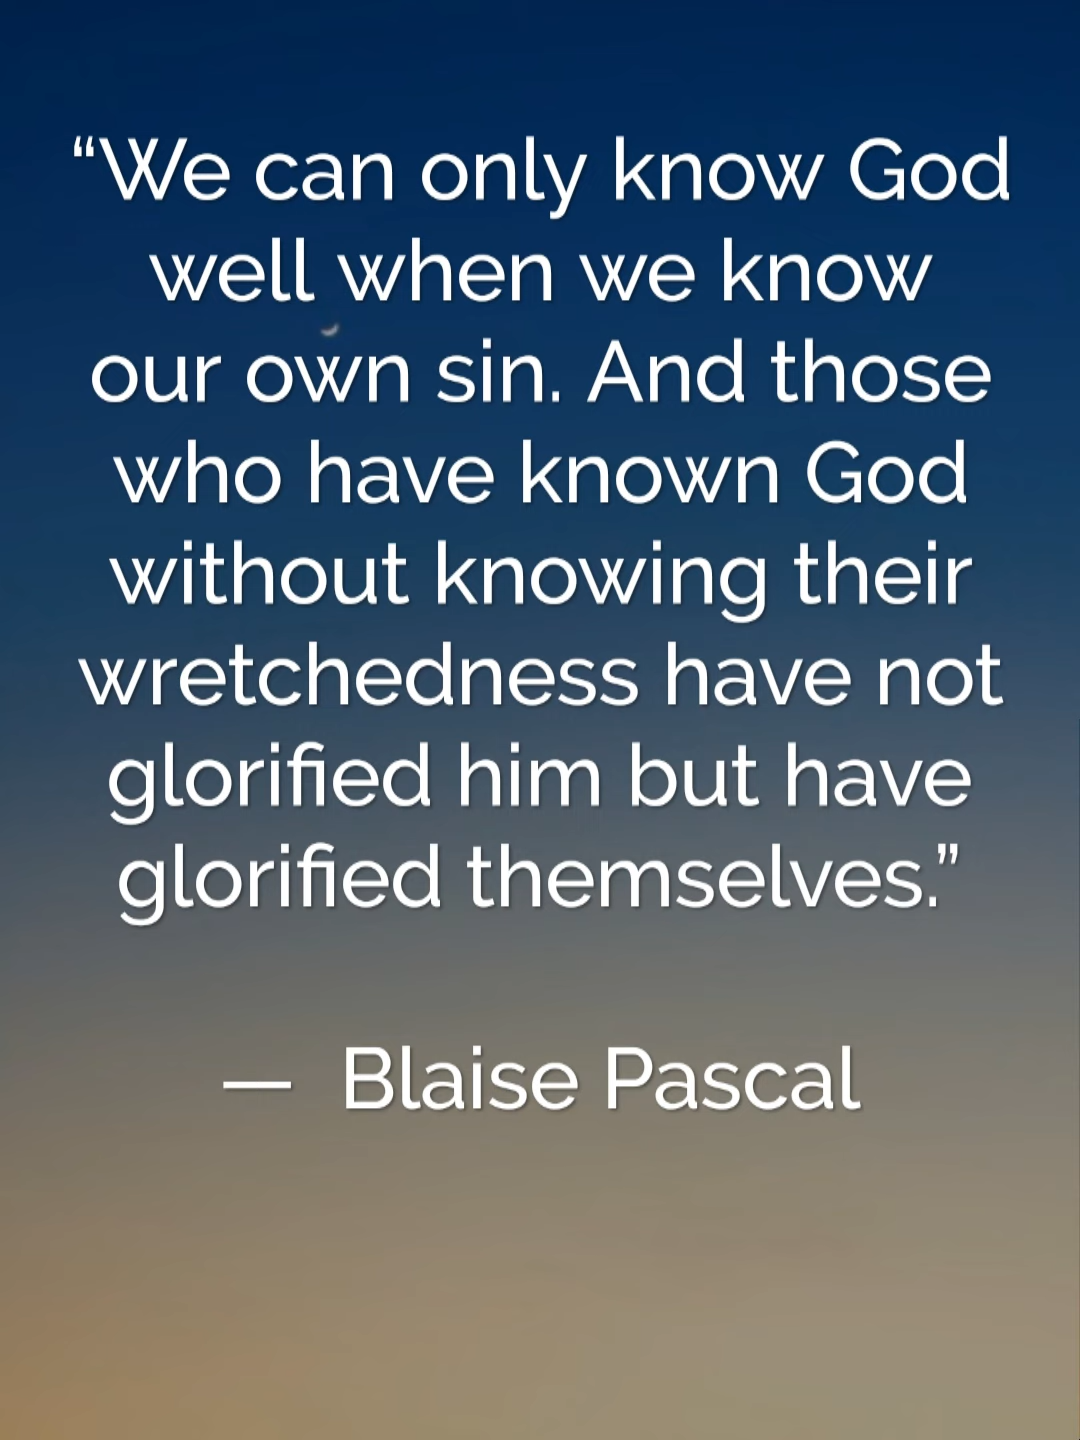 “We can only know God
well when we know
our own sin. And those
who have known God
without knowing their
wretchedness have not
glorified him but have
glorified themselves.”
— Blaise Pascal